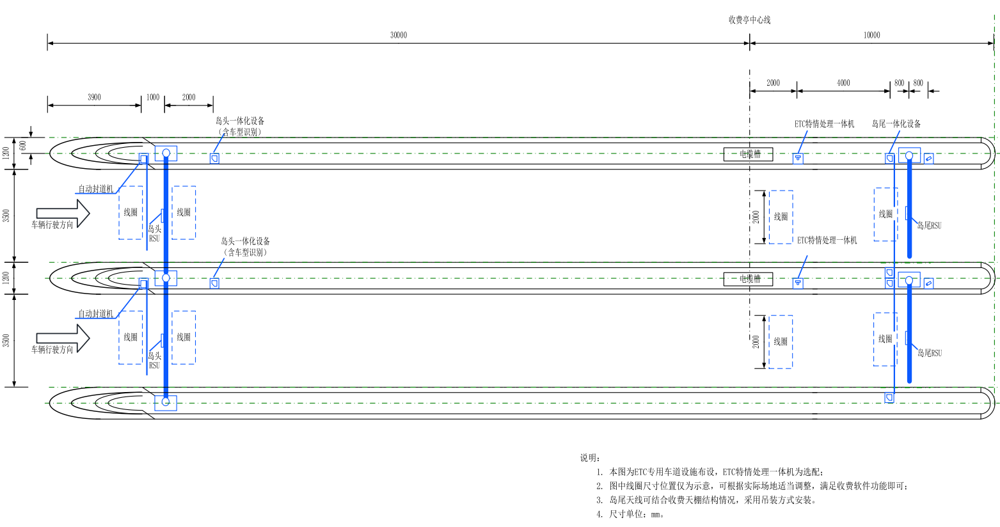 收费亭中心线
30000
10000
2000
4000
800
800
3900
1000
2000
岛头一体化设备
(含车型识别)
ETC特情处理一体机
岛尾一体化设备
600
1200
电缆槽
自动封道机
线圈
线圈
线圈
线圈
3500
2000
车辆行驶方向
岛头
RSU
岛尾RSU
岛头一体化设备
(含车型识别)
ETC特情处理一体机
1200
电缆槽
自动封道机
线圈
线圈
线圈
线圈
3500
2000
车辆行驶方向
岛头
RSU
岛尾RSU
说明:
1. 本图为ETC专用车道设施布设，ETC特情处理一体机为选配;
2. 图中线圈尺寸位置仅为示意，可根据实际场地适当调整，满足收费软件功能即可;
3. 岛尾天线可结合收费天棚结构情况，采用吊装方式安装。
4. 尺寸单位: mm。